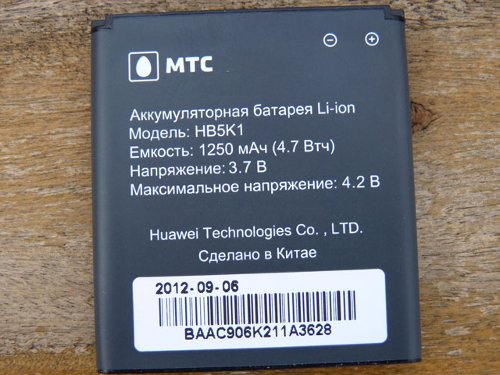 МТС
Аккумуляторная батарея Li-ion
Модель: HB5K1
Емкость: 1250 мАч (4.7 Втч)
Напряжение: 3.7 В
Максимальное напряжение: 4.2 В
Huawei Technologies Co. , LTD.
Сделано в Китае
2012-09-06
BAAC906K211A3628